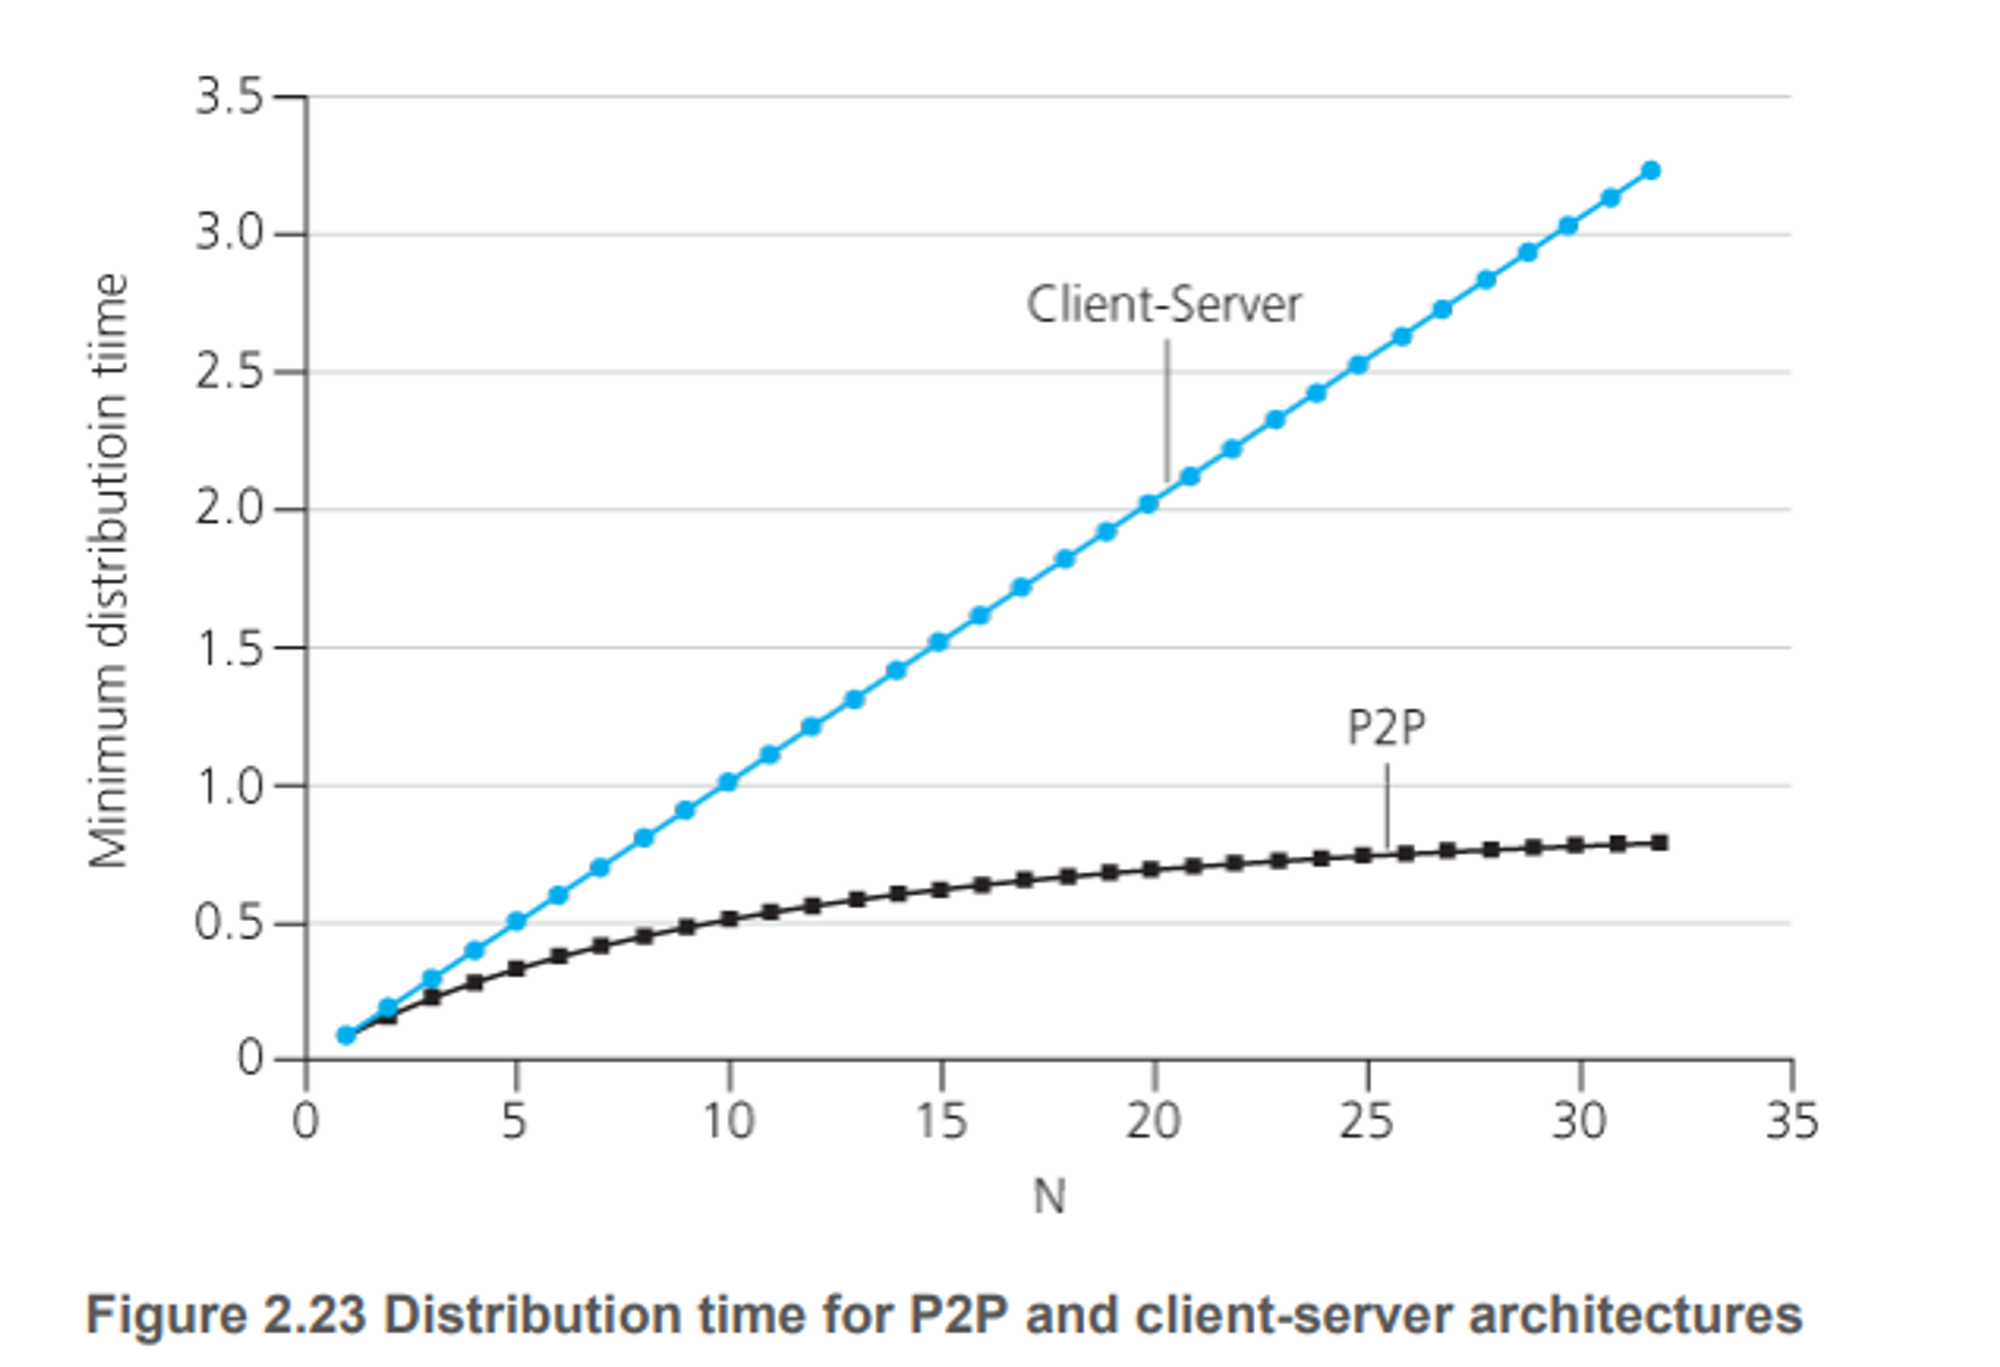 3.5
3.0
Client-Server
2.5
2.0
1.5
P2P
1.0
0.5
0
Minimum distributioin tiime
0 5 10 15 20 25 30 35
N
Figure 2.23 Distribution time for P2P and client-server architectures